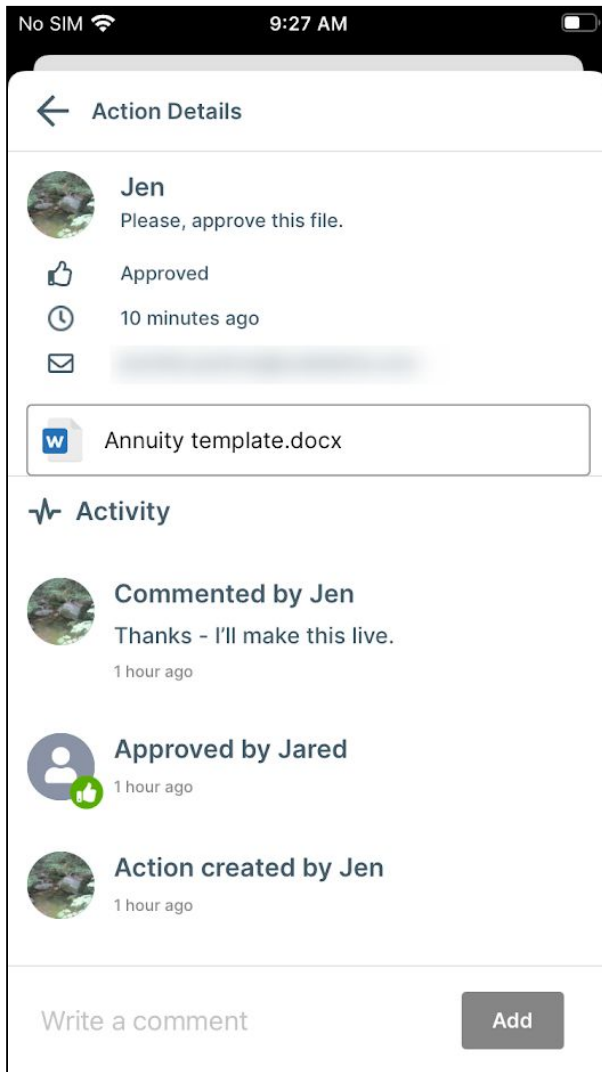 No SIM 9:27 AM
Action Details
Jen
Please, approve this file.
Approved
10 minutes ago
W Annuity template.docx
Activity
Commented by Jen
Thanks - I'll make this live.
1 hour ago
Approved by Jared
1 hour ago
Action created by Jen
1 hour ago
Write a comment Add